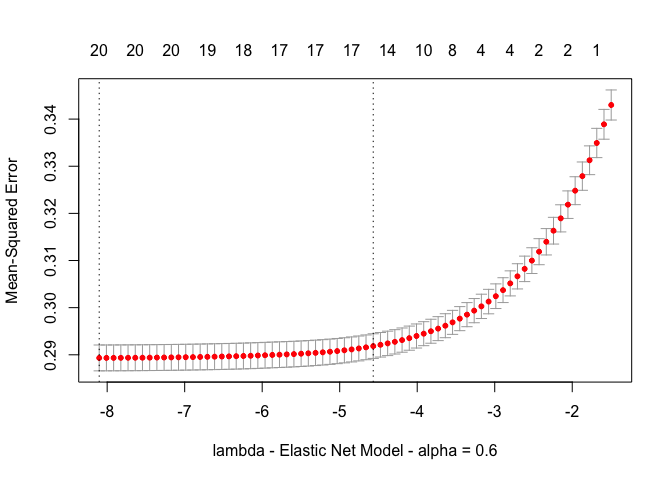 20 20 20 19 18 17 17 17 14 10 8 4 4 2 2 1
0.34
0.33
0.32
0.31
0.30
0.29
Mean-Squared Error
-8 -7 -6 -5 -4 -3 -2
lambda - Elastic Net Model - alpha = 0.6